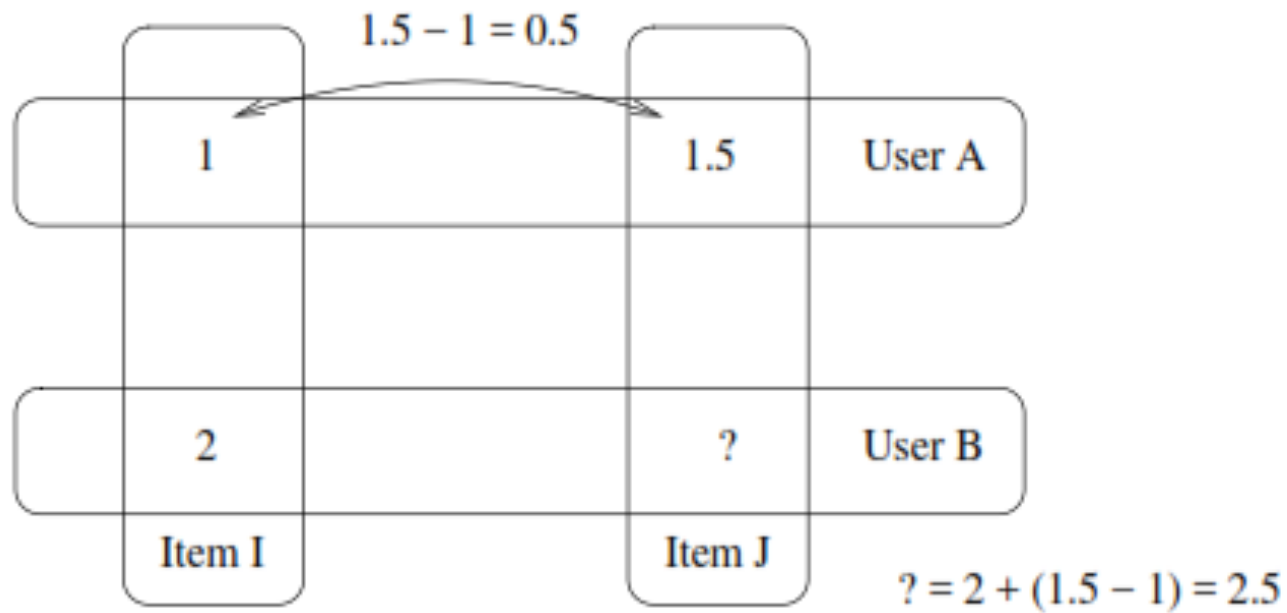 1.5 − 1 = 0.5
1 1.5 User A
2 ? User B
Item I Item J
? = 2 + (1.5 − 1) = 2.5